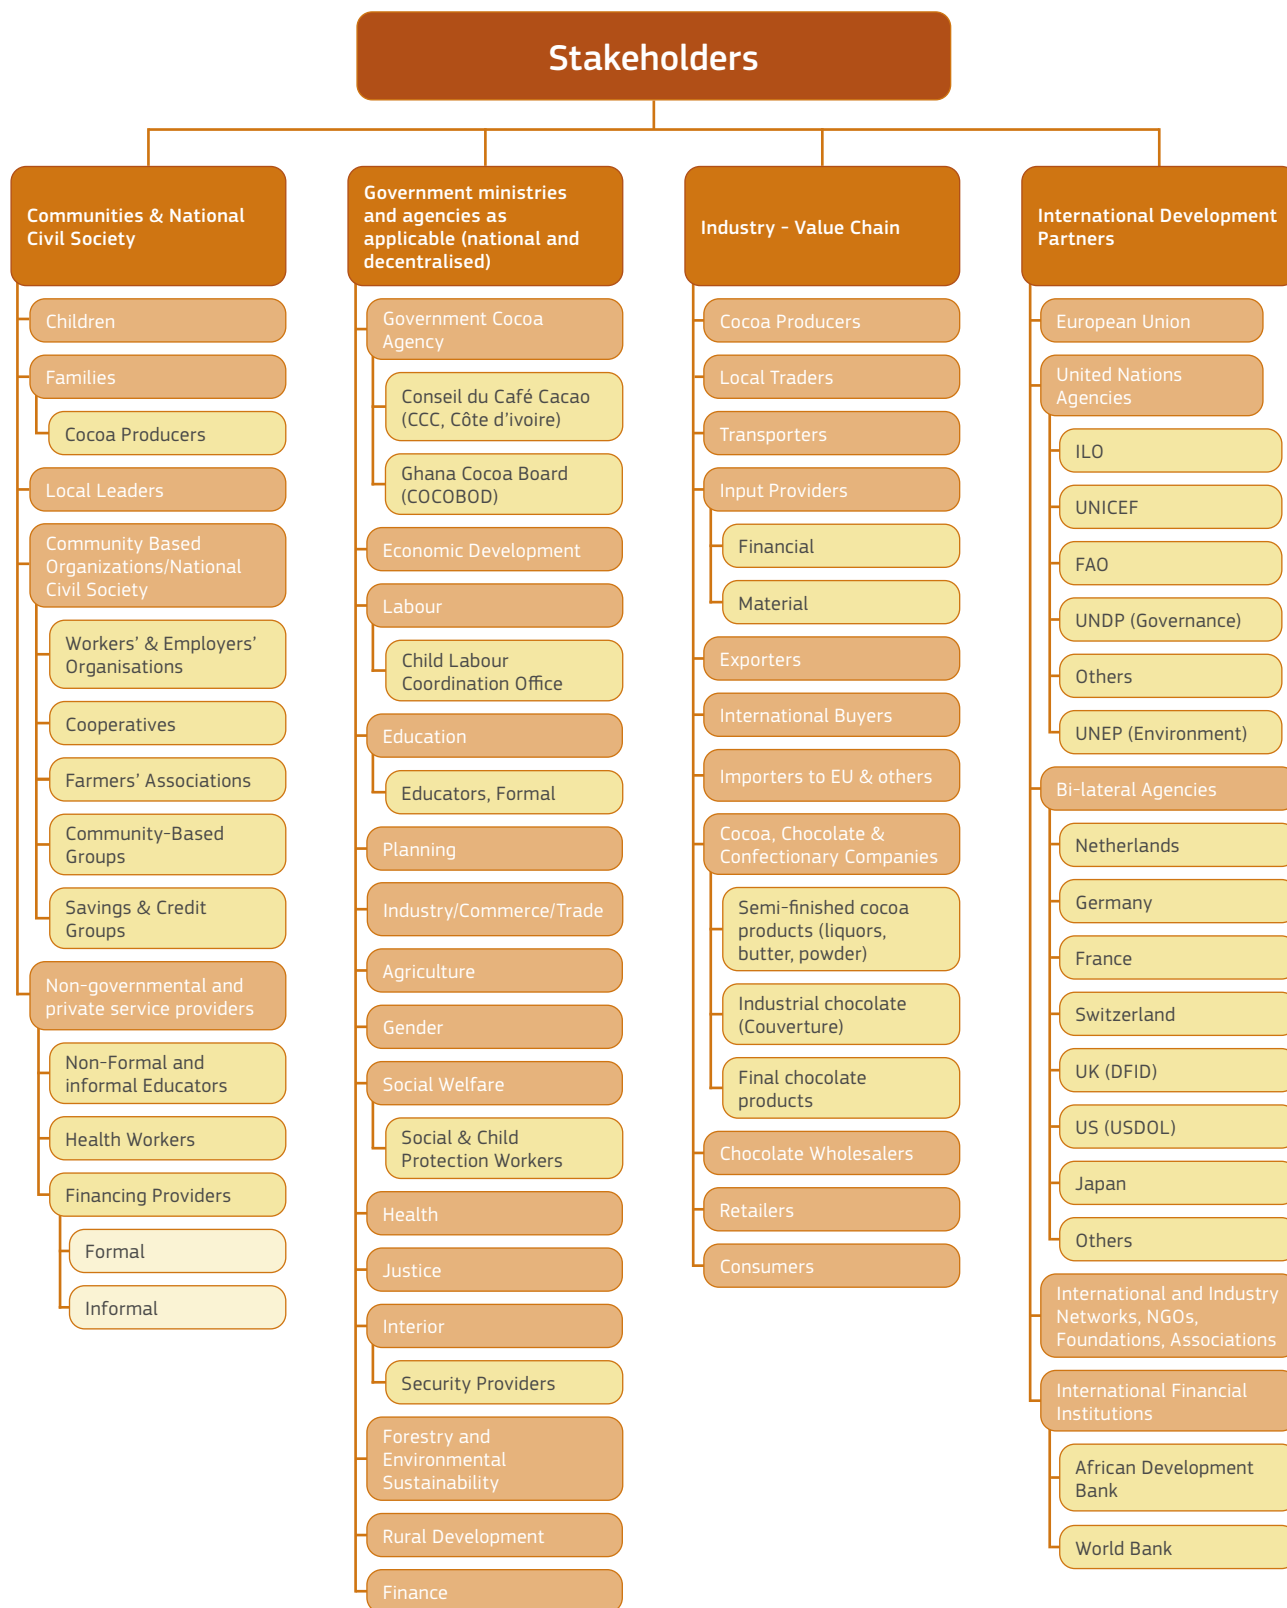 Stakeholders
Communities & National
Civil Society
Children
Families
Cocoa Producers
Local Leaders
Community Based
Organizations/National
Civil Society
Workers’ & Employers’
Organisations
Cooperatives
Farmers’ Associations
Community-Based
Groups
Savings & Credit
Groups
Non-governmental and
private service providers
Non-Formal and
informal Educators
Health Workers
Financing Providers
Formal
Informal
Government ministries
and agencies as
applicable (national and
decentralised)
Government Cocoa
Agency
Conseil du Café Cacao
(CCC, Côte d’ivoire)
Ghana Cocoa Board
(COCOBOD)
Economic Development
Labour
Child Labour
Coordination Office
Education
Educators, Formal
Planning
Industry/Commerce/Trade
Agriculture
Gender
Social Welfare
Social & Child
Protection Workers
Health
Justice
Interior
Security Providers
Forestry and
Environmental
Sustainability
Rural Development
Finance
Industry - Value Chain
Cocoa Producers
Local Traders
Transporters
Input Providers
Financial
Material
Exporters
International Buyers
Importers to EU & others
Cocoa, Chocolate &
Confectionary Companies
Semi-finished cocoa
products (liquors,
butter, powder)
Industrial chocolate
(Couverture)
Final chocolate
products
Chocolate Wholesalers
Retailers
Consumers
International Development
Partners
European Union
United Nations
Agencies
ILO
UNICEF
FAO
UNDP (Governance)
Others
UNEP (Environment)
Bi-lateral Agencies
Netherlands
Germany
France
Switzerland
UK (DFID)
US (USDOL)
Japan
Others
International and Industry
Networks, NGOs,
Foundations, Associations
International Financial
Institutions
African Development
Bank
World Bank